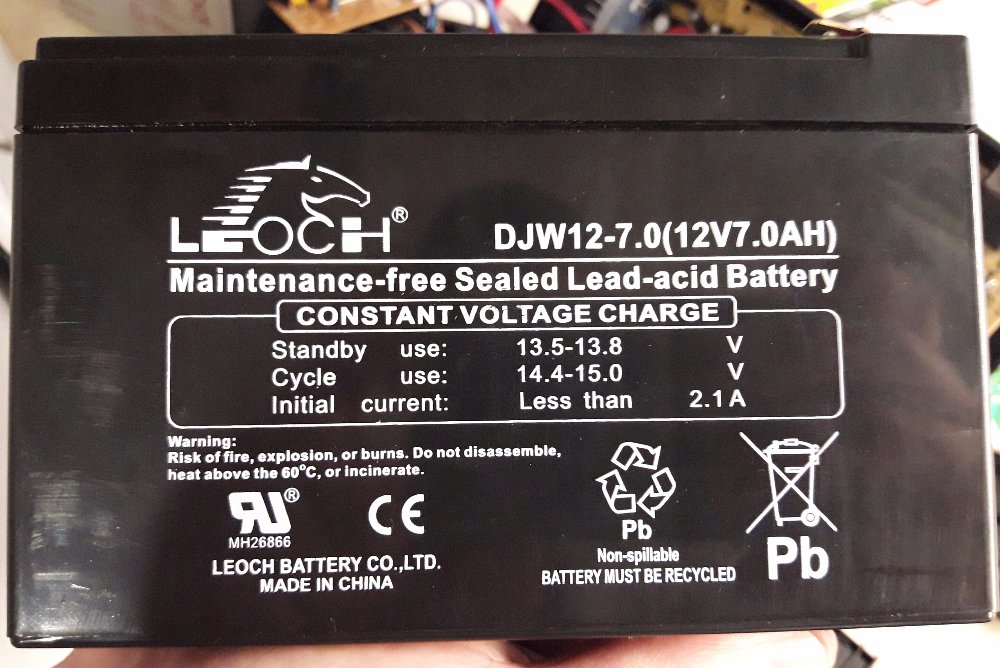 LEOCH®
DJW12-7.0(12V7.0AH)
Maintenance-free Sealed Lead-acid Battery
CONSTANT VOLTAGE CHARGE
Standby use: 13.5-13.8 V
Cycle use: 14.4-15.0 V
Initial current: Less than 2.1 A
Warning:
Risk of fire, explosion, or burns. Do not disassemble,
heat above the 60°C, or incinerate.
RU®
MH26866
CE
LEOCH BATTERY CO.,LTD.
MADE IN CHINA
Pb
Non-spillable
BATTERY MUST BE RECYCLED
Pb